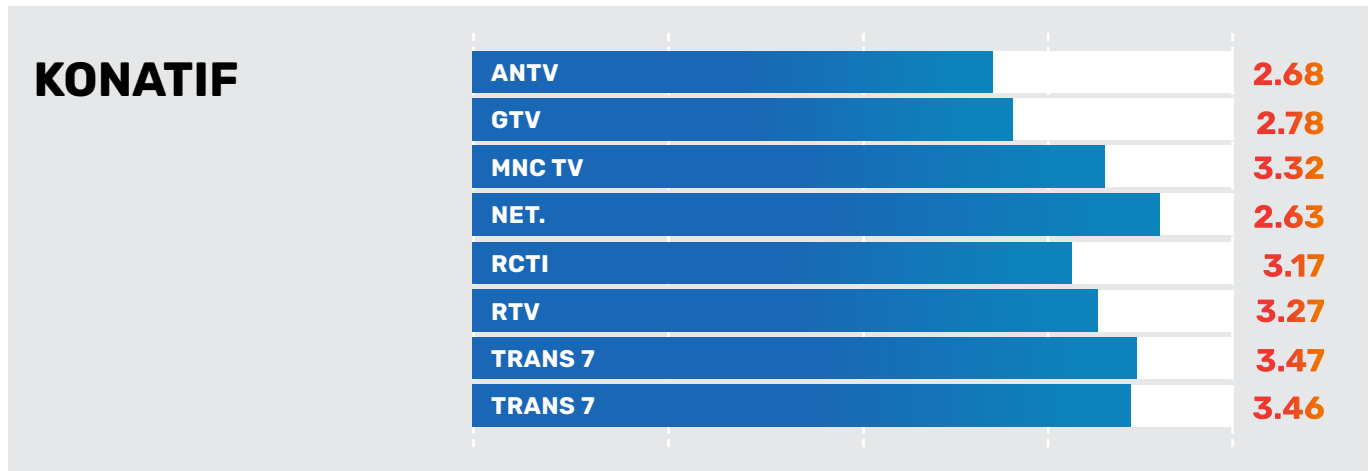 KONATIF
ANTV 2.68
GTV 2.78
MNC TV 3.32
NET. 2.63
RCTI 3.17
RTV 3.27
TRANS 7 3.47
TRANS 7 3.46